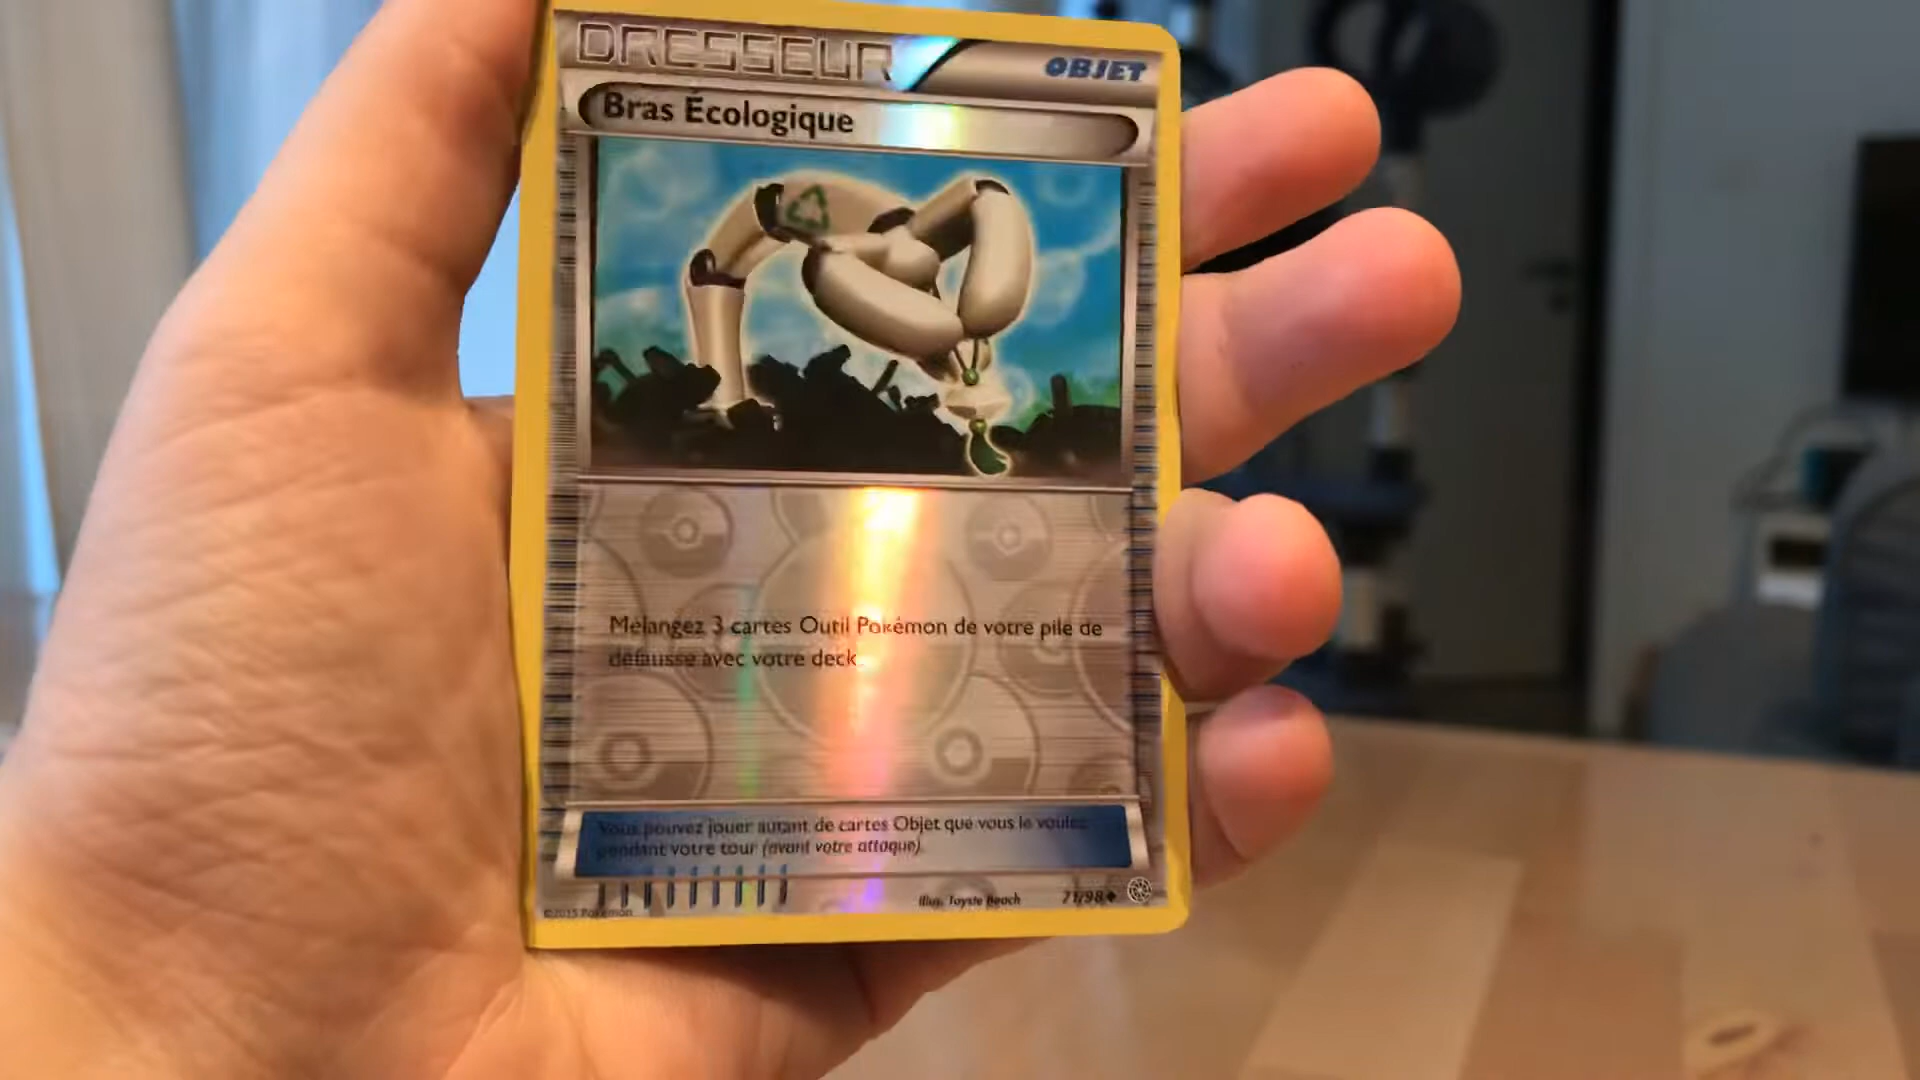 DRESSEUR
OBJET
Bras Écologique
Mélangez 3 cartes Outil Pokémon de votre pile de
défausse avec votre deck.
Vous pouvez jouer autant de cartes Objet que vous le voulez
pendant votre tour (avant votre attaque).
©2015 Pokémon
Illus. Toyste Beach
71/98